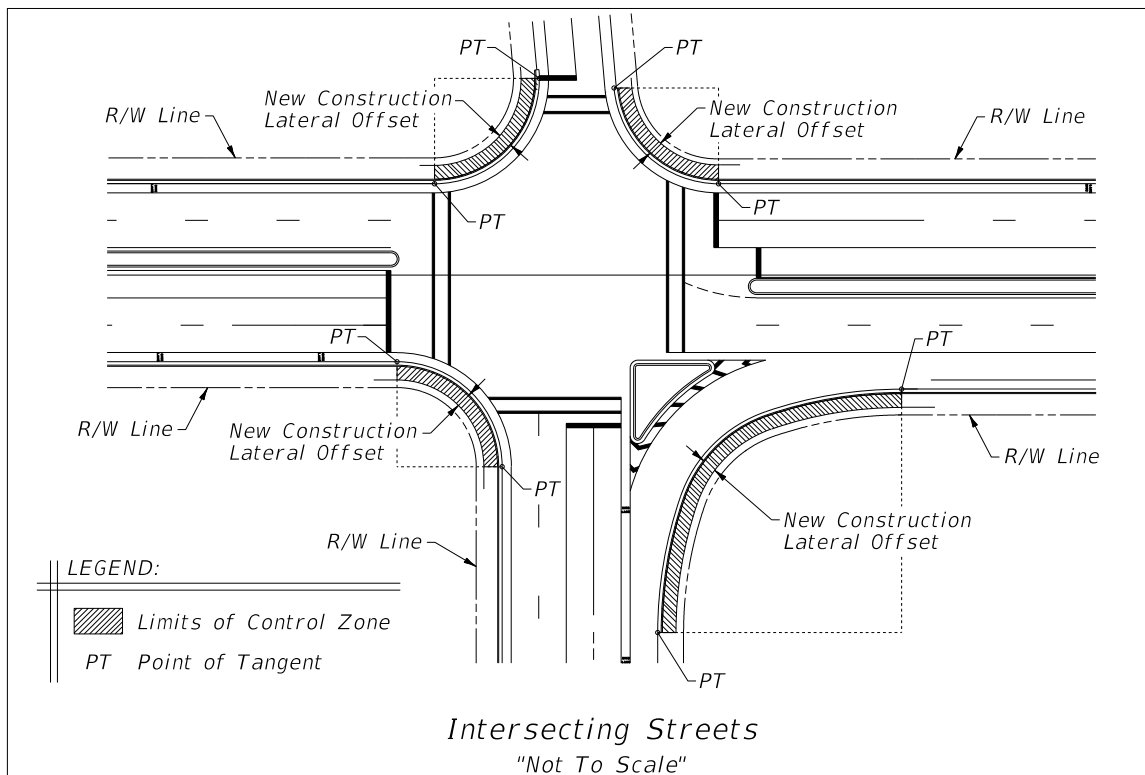 PT
PT
New Construction
Lateral Offset
R/W Line
New Construction
Lateral Offset
R/W Line
PT
PT
PT
PT
R/W Line
New Construction
Lateral Offset
R/W Line
PT
New Construction
Lateral Offset
R/W Line
LEGEND:
Limits of Control Zone
PT Point of Tangent
PT
Intersecting Streets
"Not To Scale"